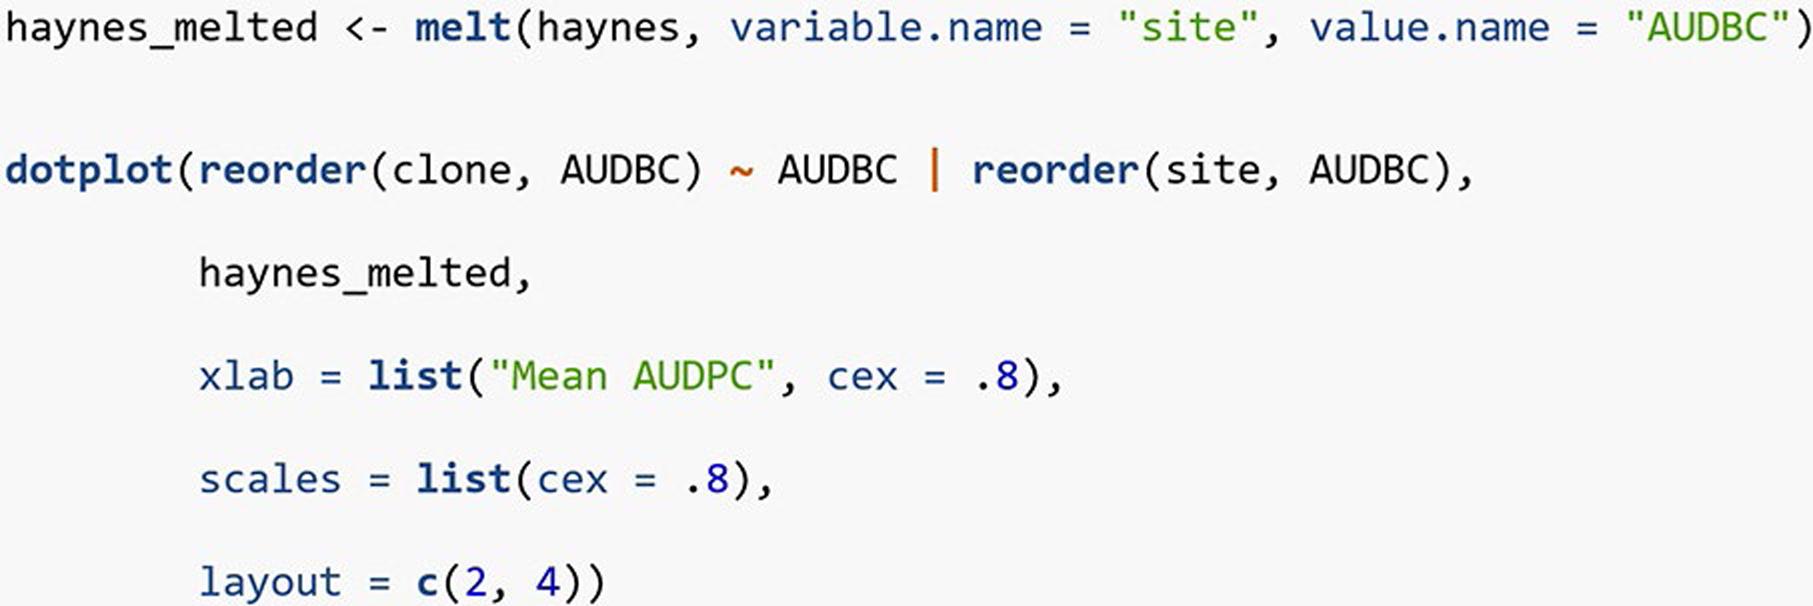 haynes_melted <- melt(haynes, variable.name = "site", value.name = "AUDBC")
dotplot(reorder(clone, AUDBC) ~ AUDBC | reorder(site, AUDBC),
haynes_melted,
xlab = list("Mean AUDPC", cex = .8),
scales = list(cex = .8),
layout = c(2, 4))